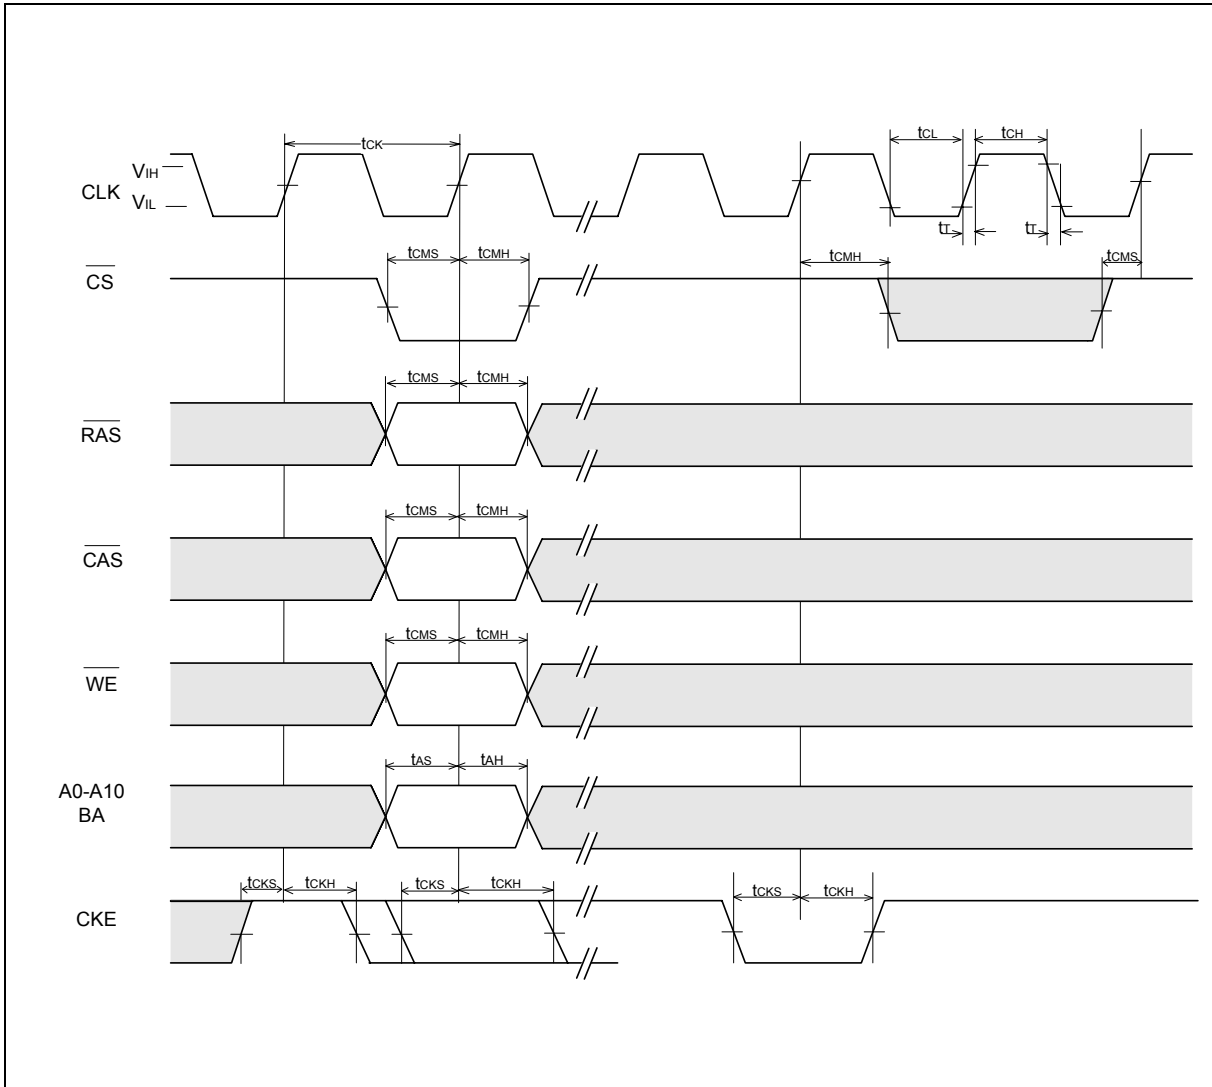 tCK
tCL
tCH
VIH
CLK
VIL
tT
tT
tCMS
tCMH
tCMH
tCMS
CS
tCMS
tCMH
RAS
tCMS
tCMH
CAS
tCMS
tCMH
WE
tAS
tAH
A0-A10
BA
tCKS
tCKH
tCKS
tCKH
tCKS
tCKH
CKE